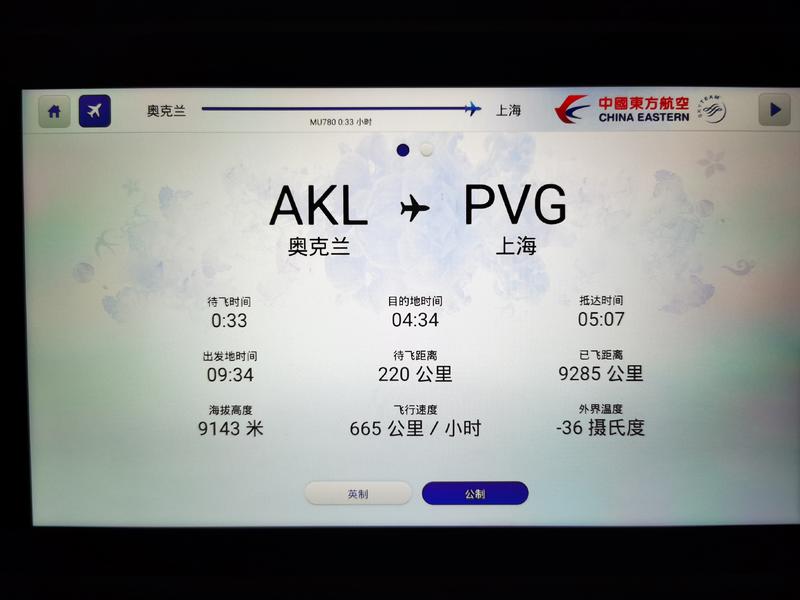 奥克兰
MU780 0:33 小时
上海
中國東方航空
CHINA EASTERN
SKYTEAM
AKL PVG
奥克兰 上海
待飞时间 目的地时间 抵达时间
0:33 04:34 05:07
出发地时间 待飞距离 已飞距离
09:34 220 公里 9285 公里
海拔高度 飞行速度 外界温度
9143 米 665 公里 / 小时 -36 摄氏度
英制 公制